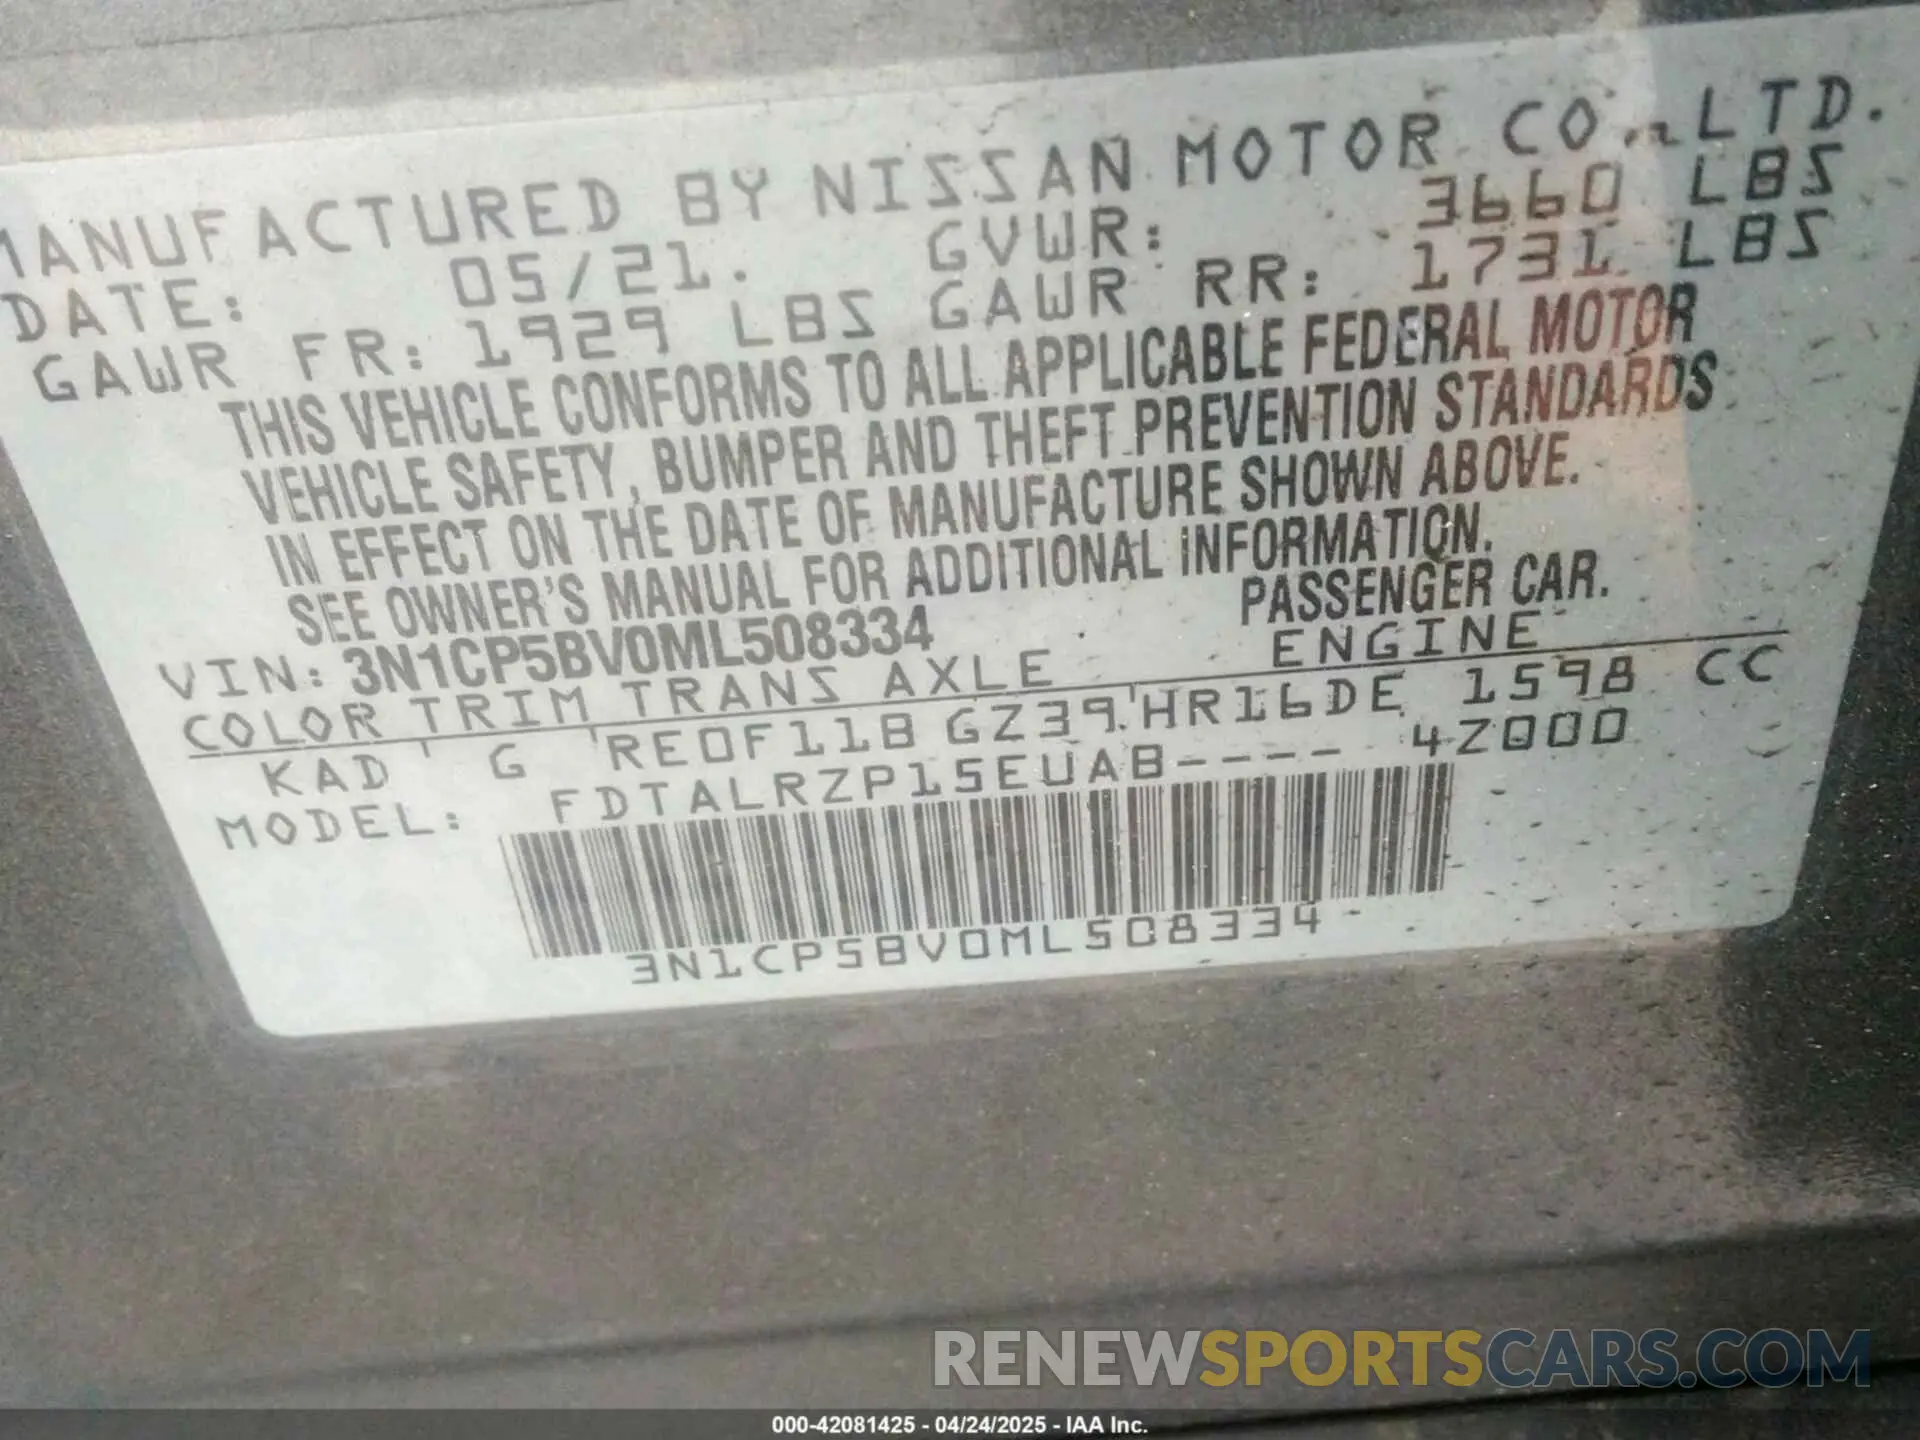 MANUFACTURED BY NISSAN MOTOR CO., LTD.
DATE: 05/21. GVWR: 3660 LBS
GAWR FR: 1929 LBS GAWR RR: 1731 LBS
THIS VEHICLE CONFORMS TO ALL APPLICABLE FEDERAL MOTOR
VEHICLE SAFETY, BUMPER AND THEFT PREVENTION STANDARDS
IN EFFECT ON THE DATE OF MANUFACTURE SHOWN ABOVE.
SEE OWNER'S MANUAL FOR ADDITIONAL INFORMATION.
VIN: 3N1CP5BV0ML508334 PASSENGER CAR.
COLOR TRIM TRANS AXLE ENGINE
KAD G RE0F11B GZ39 HR16DE 1598 CC
MODEL: FDTALRZP15EUAB---- 4Z000
3N1CP5BV0ML508334
RENEWSPORTSCARS.COM
000-42081425 - 04/24/2025 - IAA Inc.